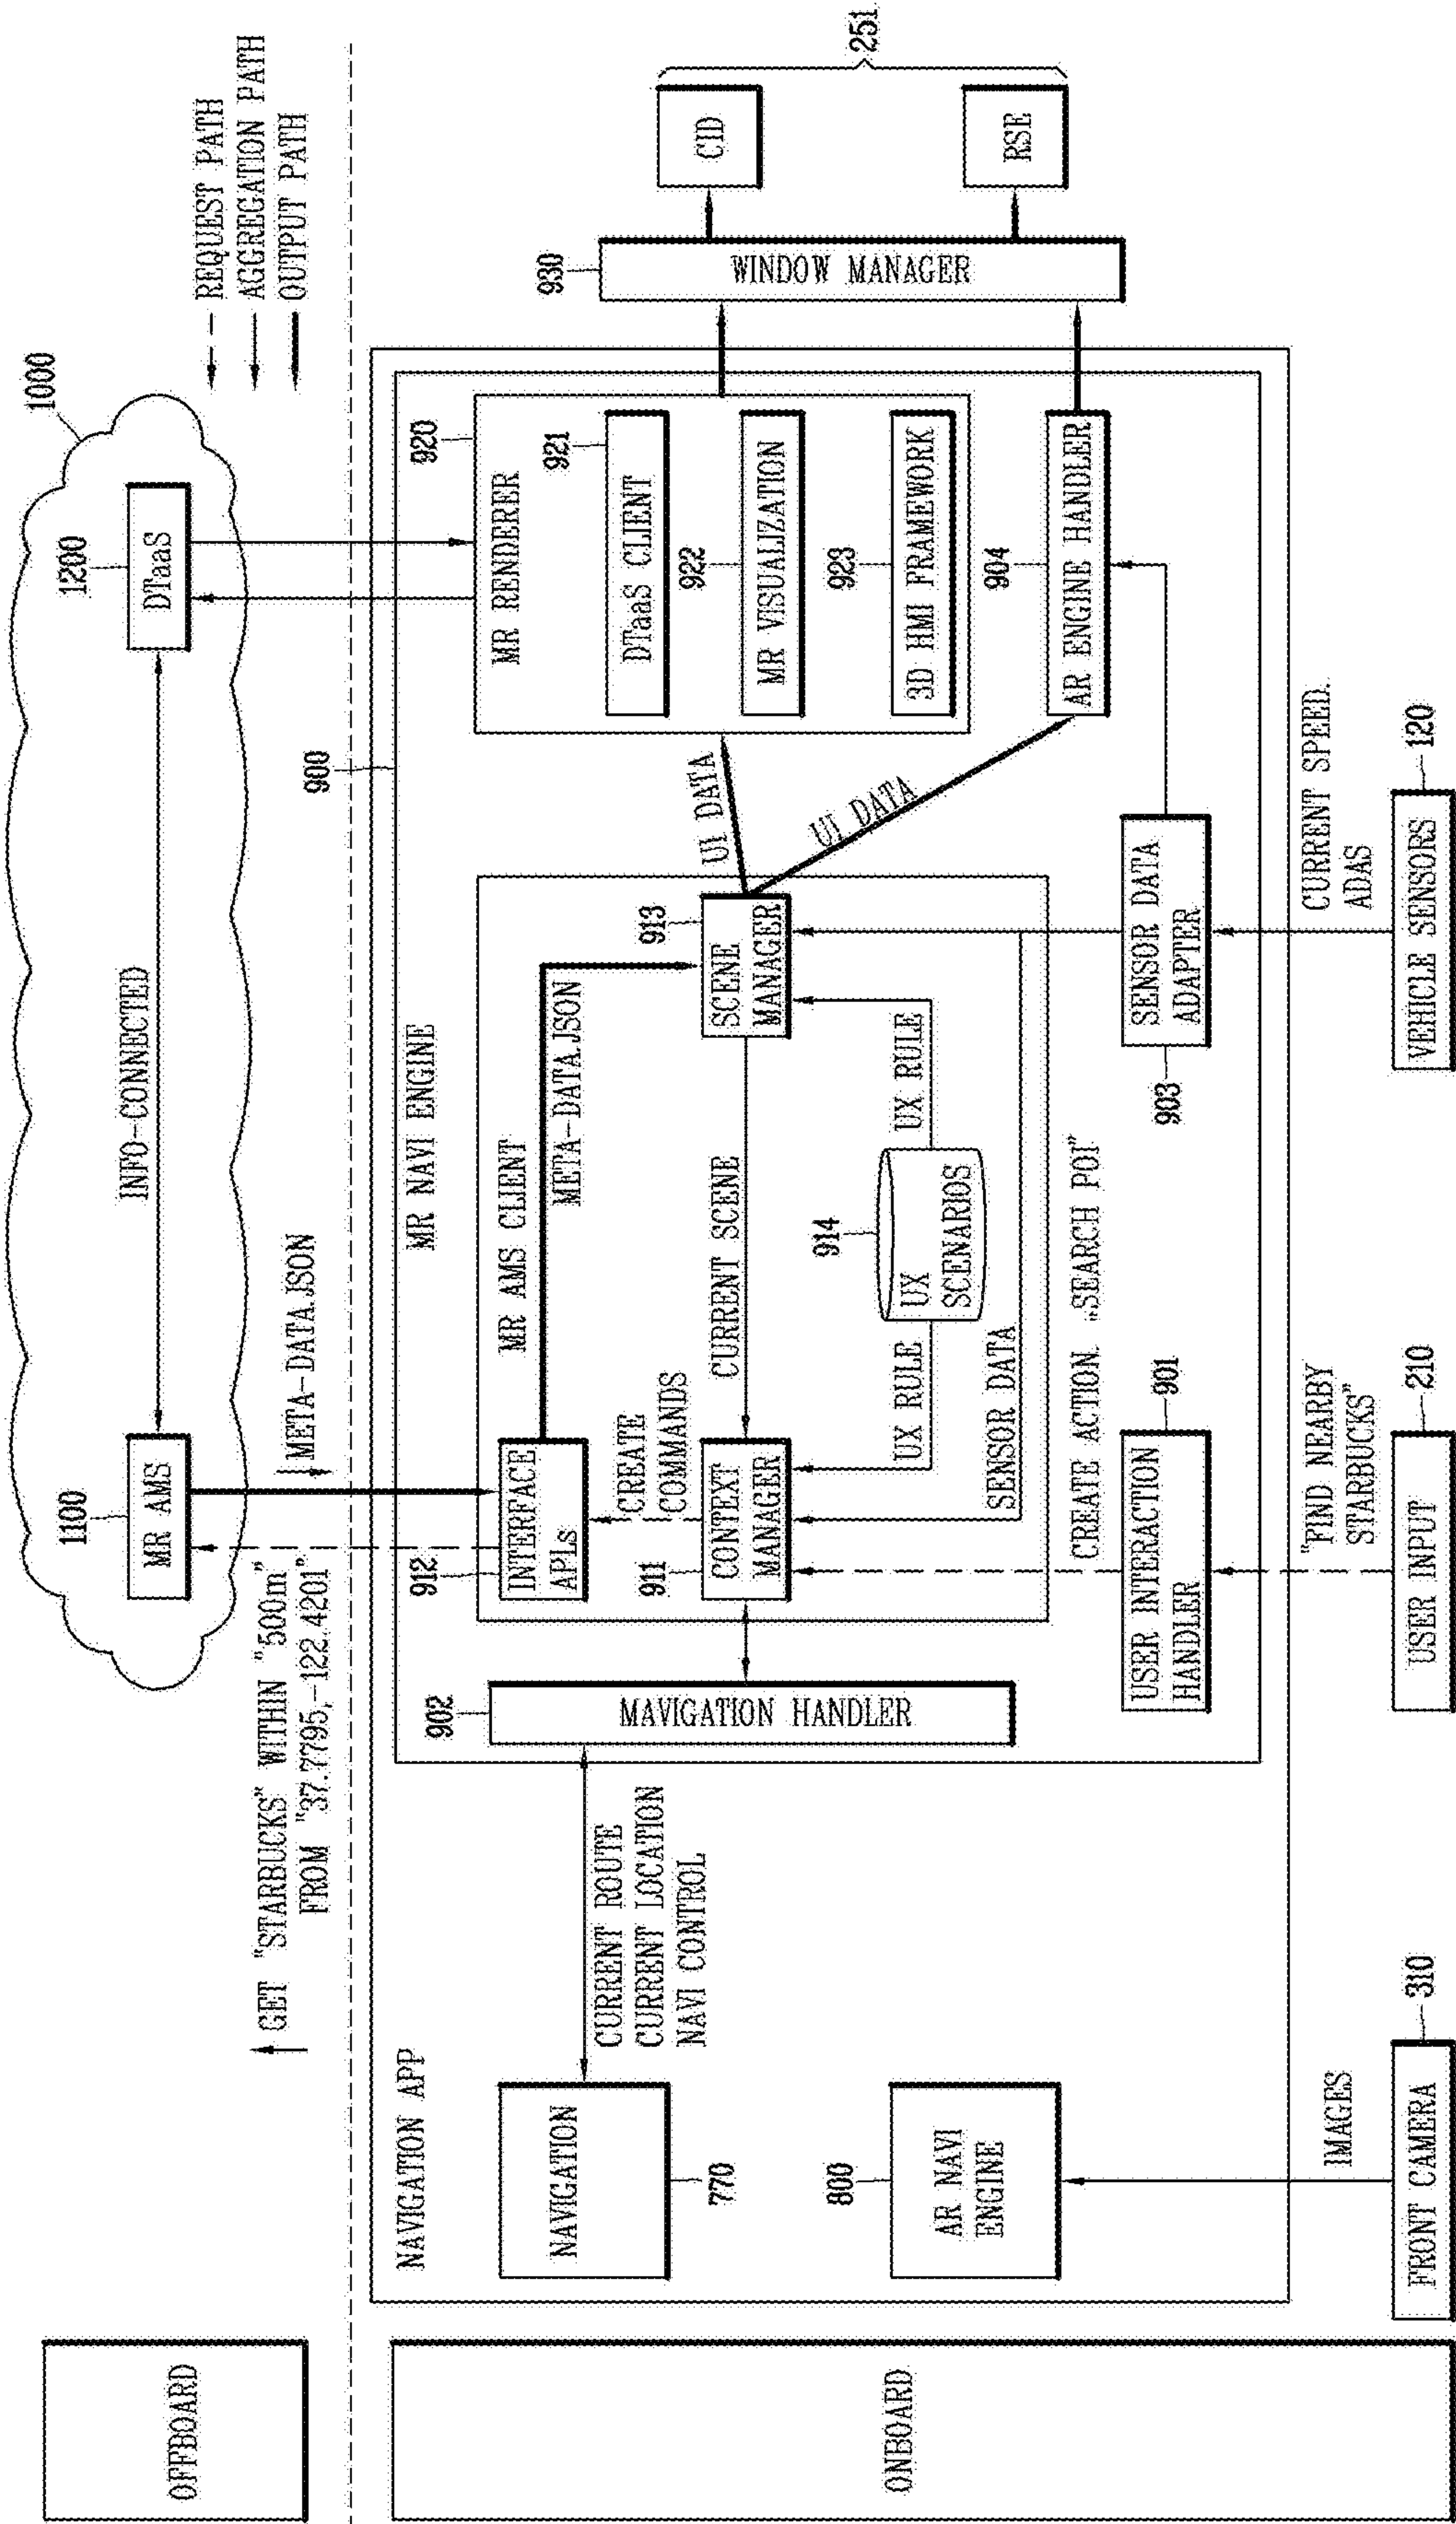 OFFBOARD
ONBOARD
1000
1100
MR AMS
INFO-CONNECTED
1200
DTaaS
REQUEST PATH
AGGREGATION PATH
OUTPUT PATH
GET "STARBUCKS" WITHIN "500m"
FROM "37.7795,-122.4201"
META-DATA.JSON
NAVIGATION APP
NAVIGATION
770
CURRENT ROUTE
CURRENT LOCATION
NAVI CONTROL
AR NAVI
ENGINE
800
MR NAVI ENGINE
900
902
MAVIGATION HANDLER
MR AMS CLIENT
912
INTERFACE
APLs
META-DATA.JSON
CREATE
COMMANDS
911
CONTEXT
MANAGER
CURRENT SCENE
913
SCENE
MANAGER
UX RULE
914
UX
SCENARIOS
UX RULE
SENSOR DATA
UI DATA
UI DATA
MR RENDERER
920
921
DTaaS CLIENT
922
MR VISUALIZATION
923
3D HMI FRAMEWORK
904
AR ENGINE HANDLER
930
WINDOW MANAGER
CID
RSE
251
CREATE ACTION „SEARCH POI"
USER INTERACTION
HANDLER
901
SENSOR DATA
ADAPTER
903
IMAGES
FRONT CAMERA
310
"FIND NEARBY
STARBUCKS"
USER INPUT
210
CURRENT SPEED.
ADAS
VEHICLE SENSORS
120